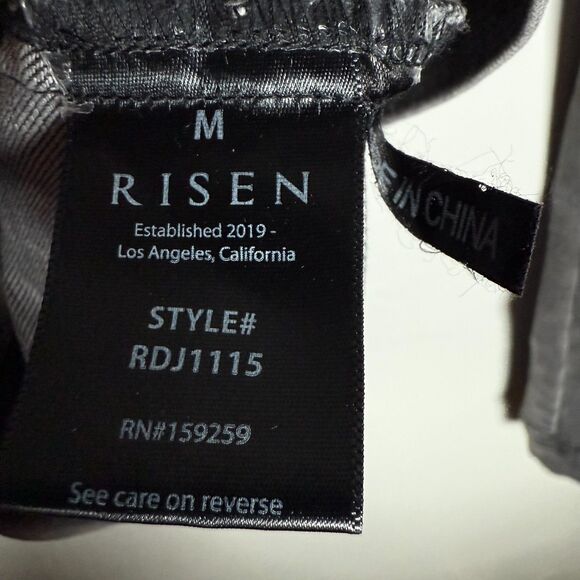 M
RISEN
Established 2019 -
Los Angeles, California
STYLE#
RDJ1115
RN#159259
See care on reverse
IN CHINA